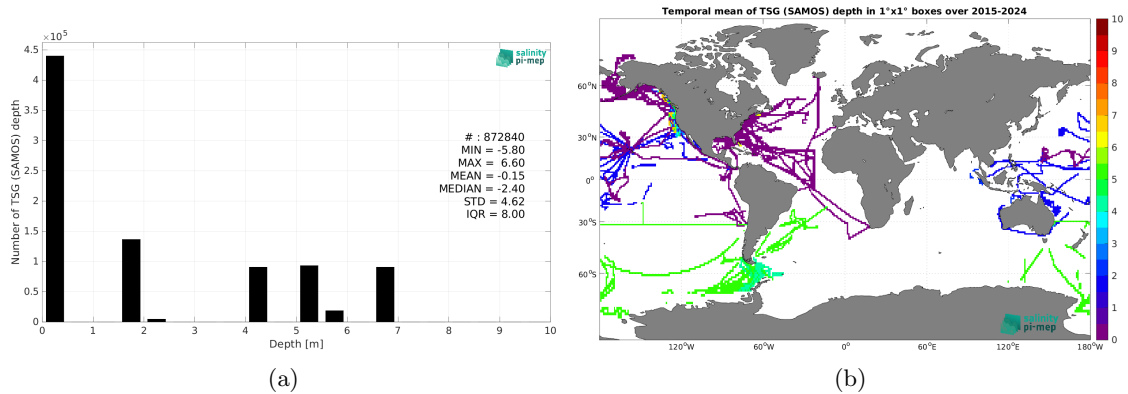 ×10⁵
4.5
4
3.5
3
2.5
2
1.5
1
0.5
0
Number of TSG (SAMOS) depth
salinity
pi-mep
# : 872840
MIN = -5.80
MAX = 6.60
MEAN = -0.15
MEDIAN = -2.40
STD = 4.62
IQR = 8.00
0 1 2 3 4 5 6 7 8 9 10
Depth [m]
(a)
Temporal mean of TSG (SAMOS) depth in 1°x1° boxes over 2015-2024
60°N
30°N
0°
30°S
60°S
120°W 60°W 0°E 60°E 120°E 180°W
salinity
pi-mep
10
9
8
7
6
5
4
3
2
1
0
(b)